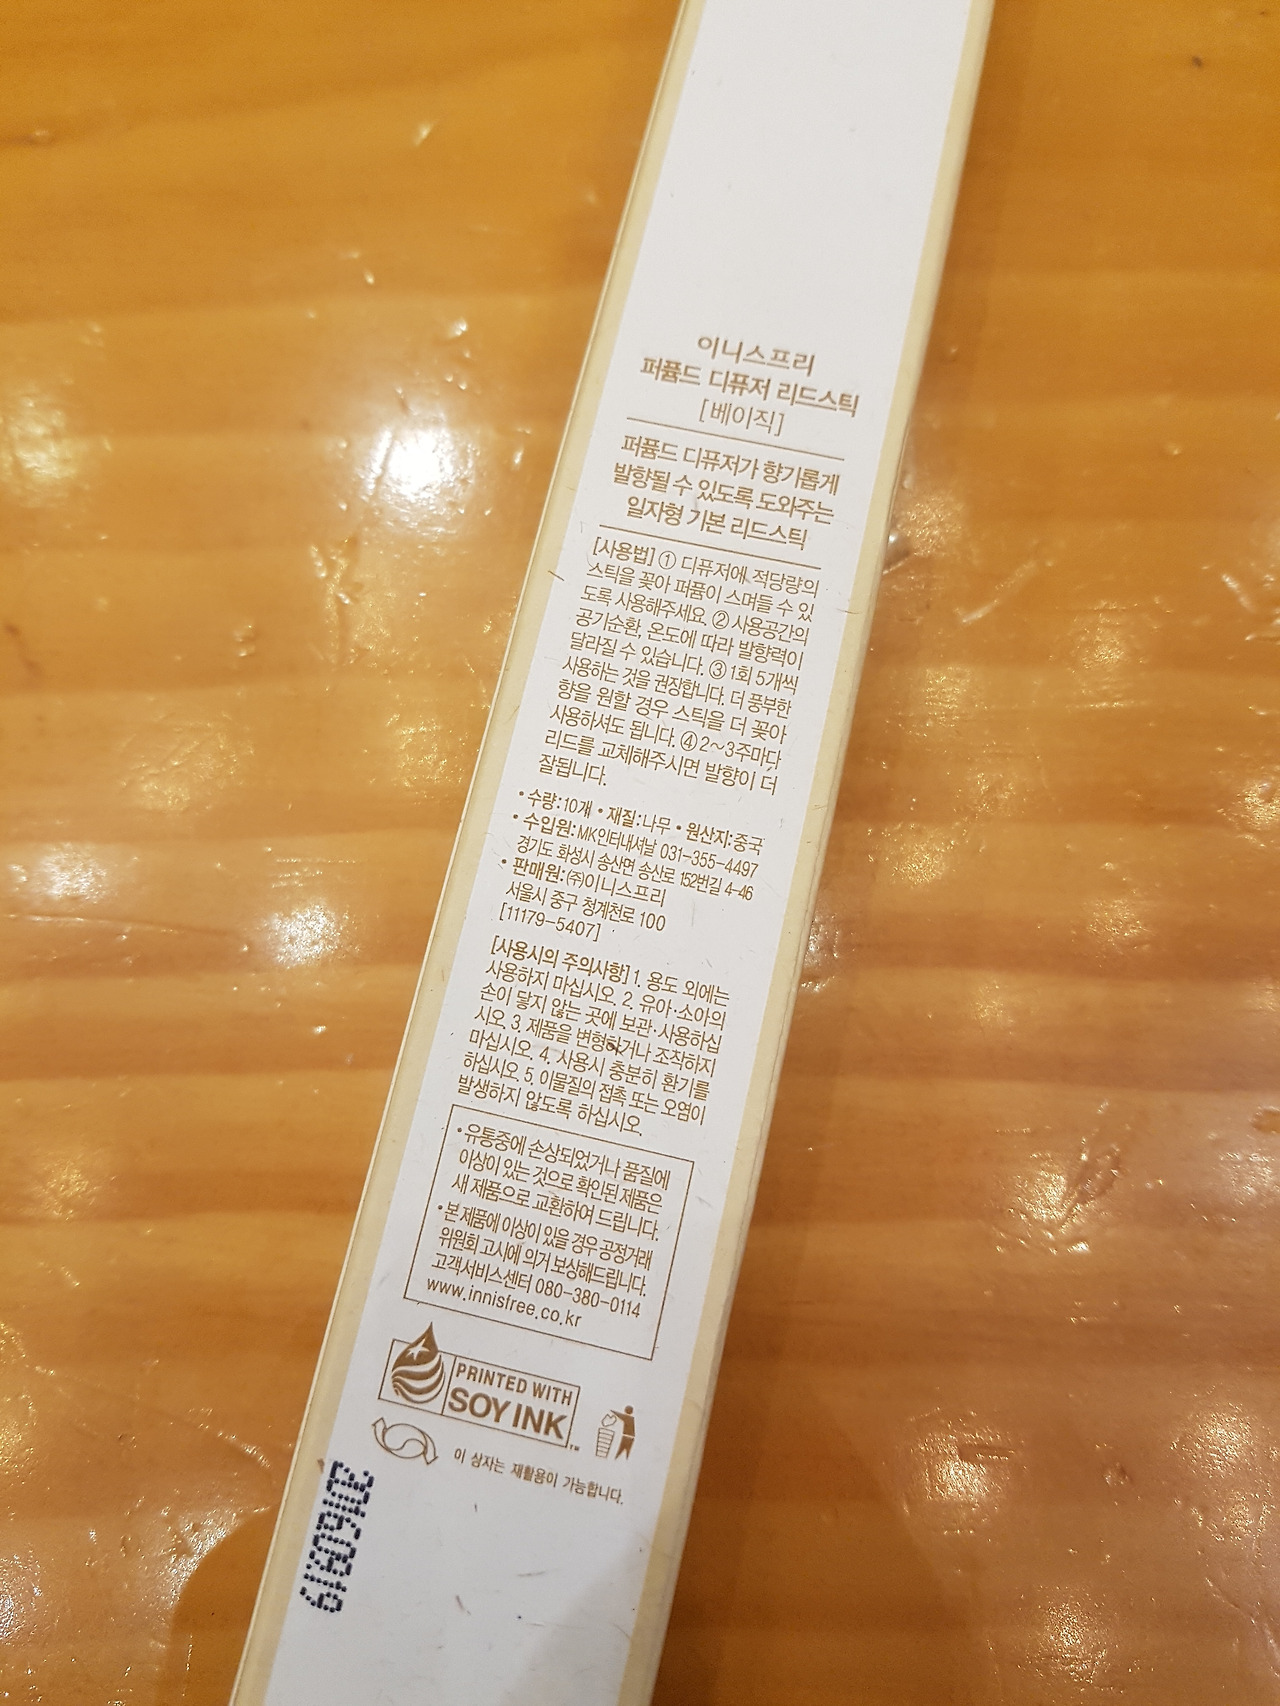 이니스프리
퍼퓸드 디퓨저 리드스틱
[베이직]
퍼퓸드 디퓨저가 향기롭게
발향될 수 있도록 도와주는
일자형 기본 리드스틱
[사용법] ① 디퓨저에 적당량의
스틱을 꽂아 퍼퓸이 스며들 수 있
도록 사용해주세요. ② 사용공간의
공기순환, 온도에 따라 발향력이
달라질 수 있습니다. ③ 1회 5개씩
사용하는 것을 권장합니다. 더 풍부한
향을 원할 경우 스틱을 더 꽂아
사용하셔도 됩니다. ④ 2~3주마다
리드를 교체해주시면 발향이 더
잘됩니다.
• 수량:10개 • 재질:나무 • 원산지:중국
• 수입원:MK인터내셔날 031-355-4497
경기도 화성시 송산면 송산로 152번길 4-46
• 판매원:(주)이니스프리
서울시 중구 청계천로 100
[11179-5407]
[사용시의 주의사항] 1. 용도 외에는
사용하지 마십시오. 2. 유아·소아의
손이 닿지 않는 곳에 보관·사용하십
시오. 3. 제품을 변형하거나 조작하지
마십시오. 4. 사용시 충분히 환기를
하십시오. 5. 이물질의 접촉 또는 오염이
발생하지 않도록 하십시오.
• 유통중에 손상되었거나 품질에
이상이 있는 것으로 확인된 제품은
새 제품으로 교환하여 드립니다.
• 본 제품에 이상이 있을 경우 공정거래
위원회 고시에 의거 보상해드립니다.
고객서비스센터 080-380-0114
www.innisfree.co.kr
PRINTED WITH
SOY INK™
이 상자는 재활용이 가능합니다.
20160919